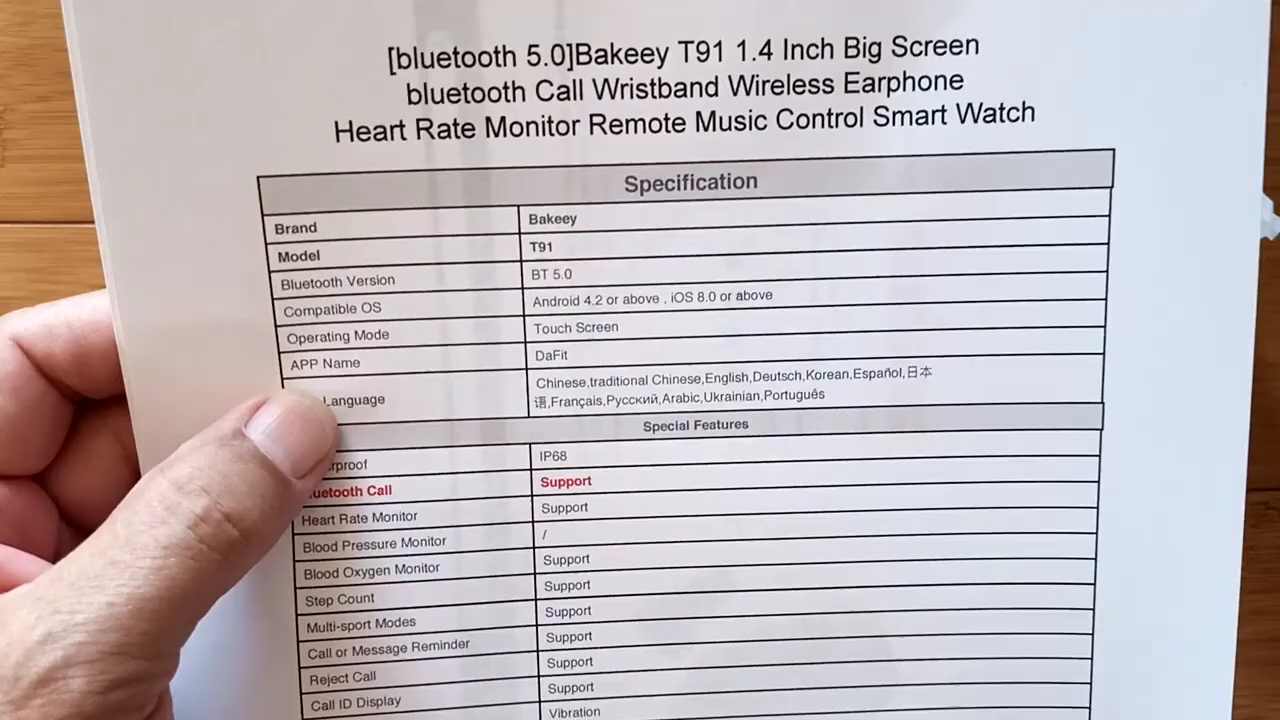 [bluetooth 5.0]Bakeey T91 1.4 Inch Big Screen
bluetooth Call Wristband Wireless Earphone
Heart Rate Monitor Remote Music Control Smart Watch
Specification
Brand Bakeey
Model T91
Bluetooth Version BT 5.0
Compatible OS Android 4.2 or above , iOS 8.0 or above
Operating Mode Touch Screen
APP Name DaFit
Language Chinese,traditional Chinese,English,Deutsch,Korean,Español,日本
语,Français,Русский,Arabic,Ukrainian,Português
Special Features
rproof IP68
uetooth Call Support
Heart Rate Monitor Support
Blood Pressure Monitor /
Blood Oxygen Monitor Support
Step Count Support
Multi-sport Modes Support
Call or Message Reminder Support
Reject Call Support
Call ID Display Support
Vibration